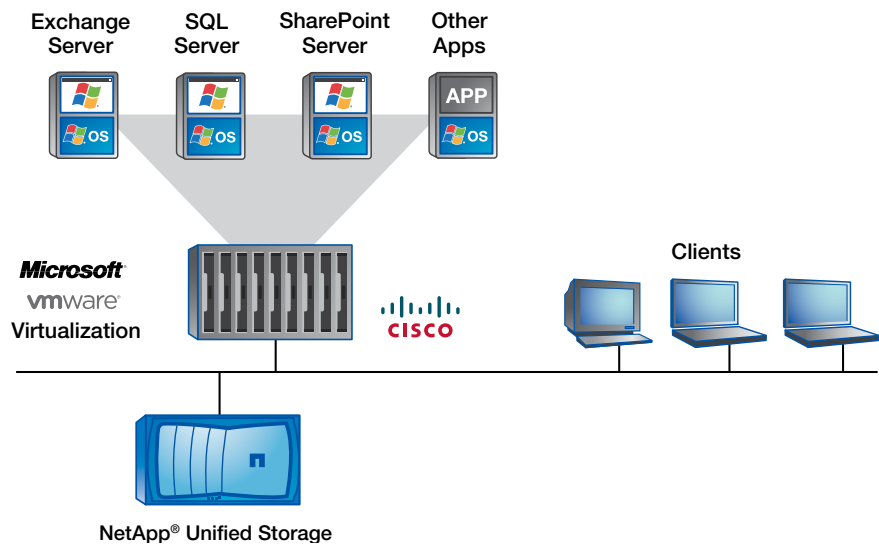 Exchange
Server
SQL
Server
SharePoint
Server
Other
Apps
APP
OS
OS
OS
OS
Microsoft®
vmware®
Virtualization
CISCO
Clients
NetApp® Unified Storage